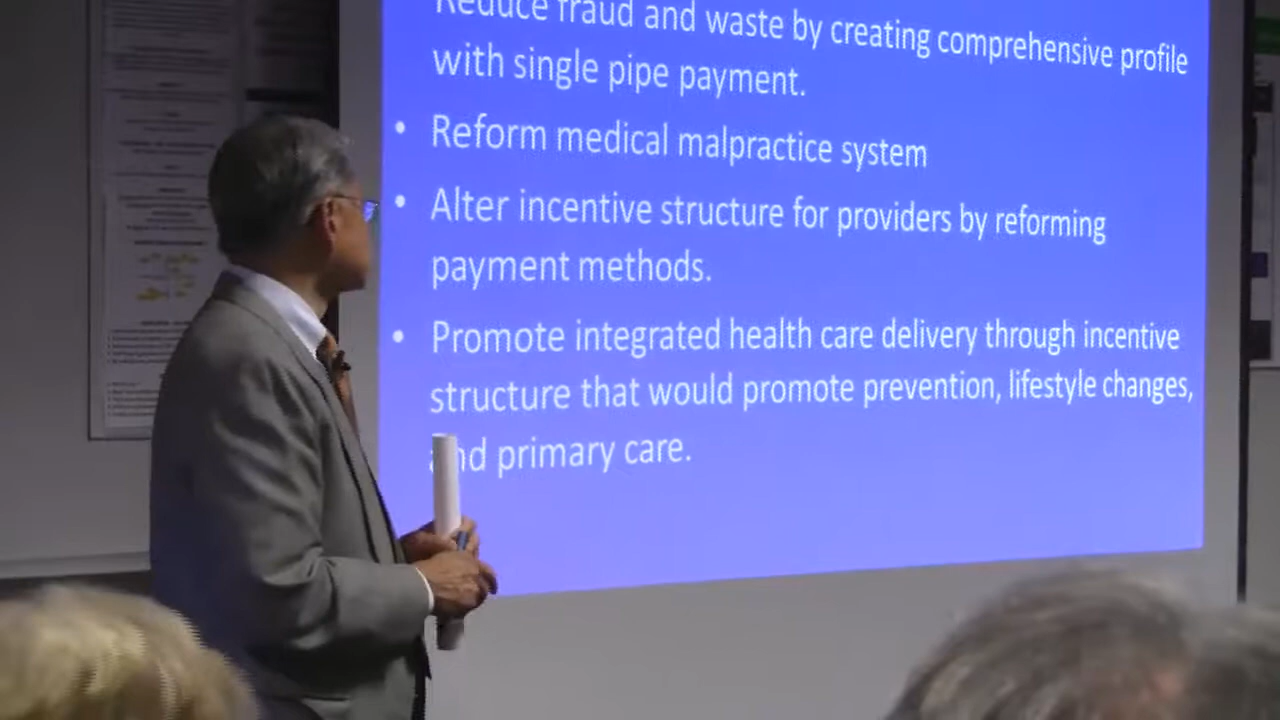 Reduce fraud and waste by creating comprehensive profile
with single pipe payment.
• Reform medical malpractice system
• Alter incentive structure for providers by reforming
payment methods.
• Promote integrated health care delivery through incentive
structure that would promote prevention, lifestyle changes,
and primary care.